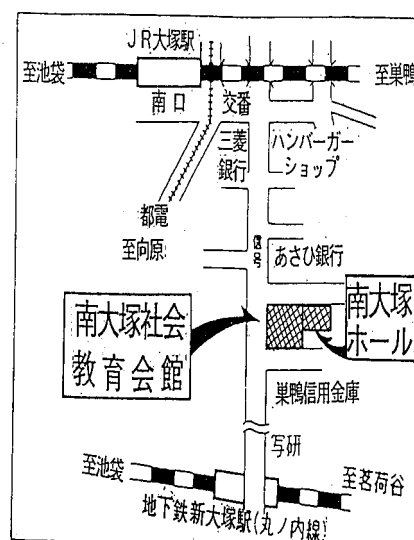 JR大塚駅
至池袋
至巣鴨
南口
交番
三菱
銀行
ハンバーガー
ショップ
都電
至向原
信号
あさひ銀行
南大塚社会
教育会館
南大塚
ホール
巣鴨信用金庫
写研
至池袋
至茗荷谷
地下鉄新大塚駅(丸ノ内線)